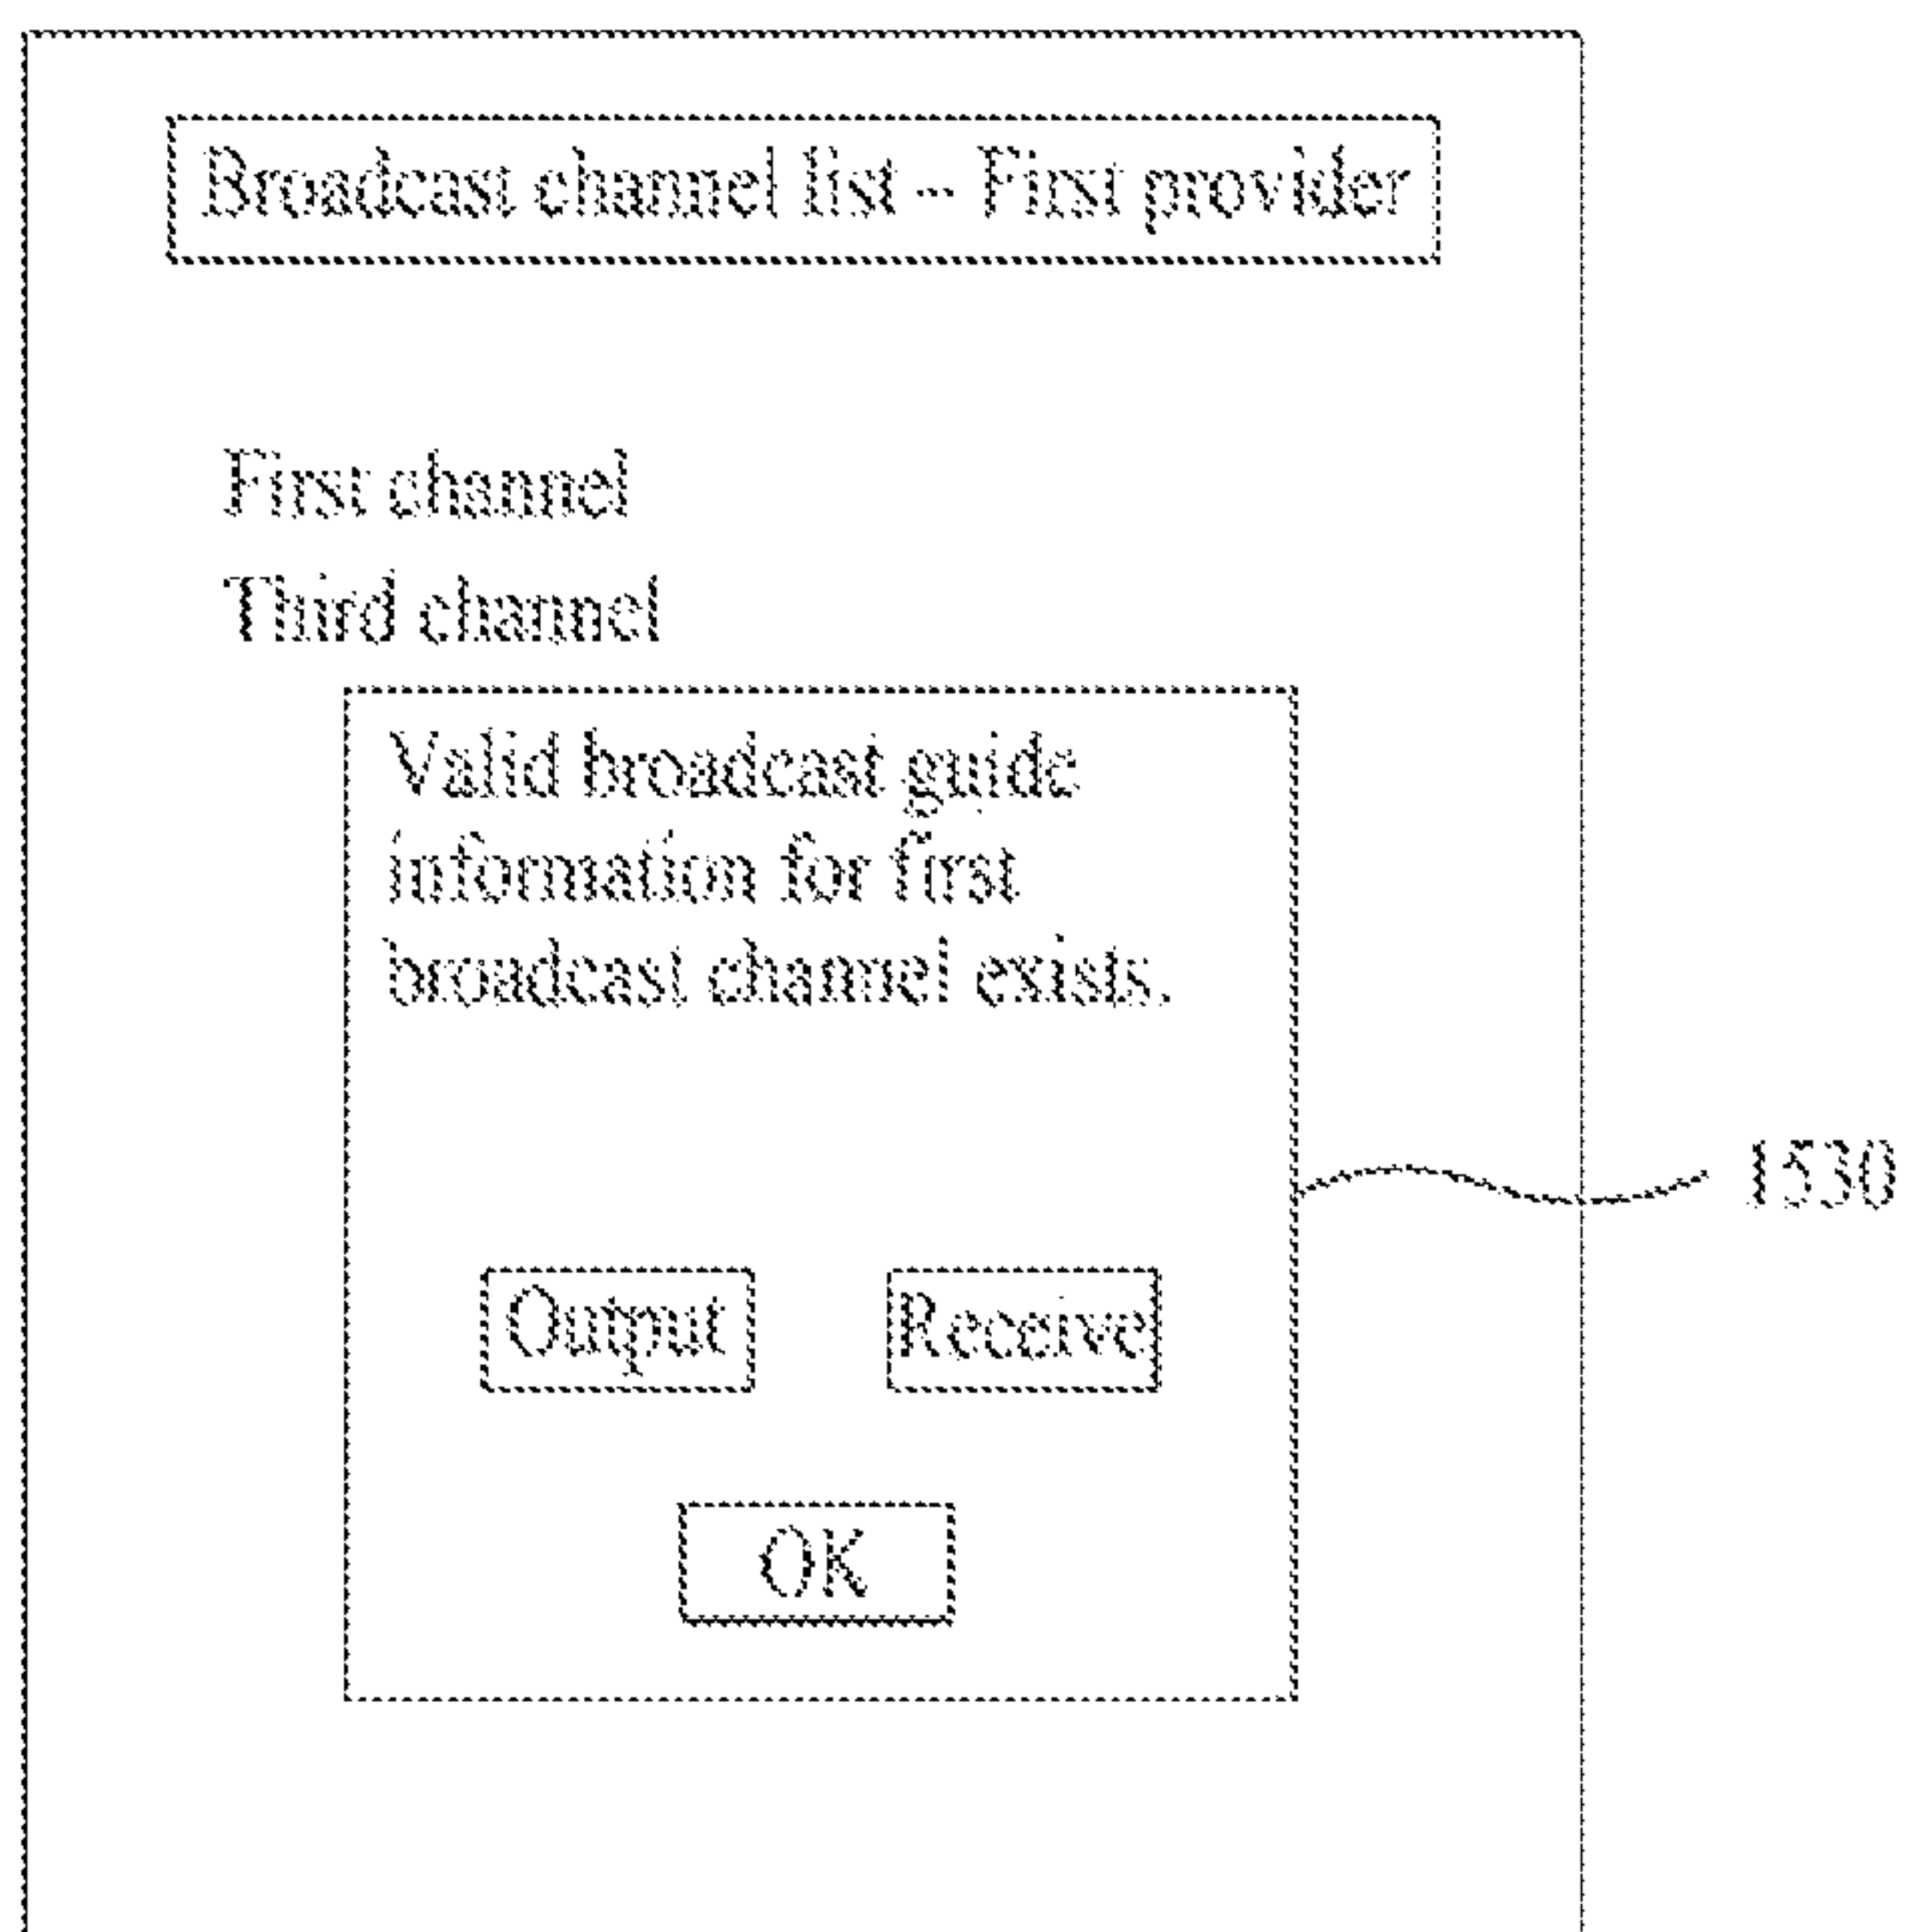 Broadcast channel list -- First provider
First channel
Third channel
Valid broadcast guide
information for first
broadcast channel exists.
1530
Output Receive
OK